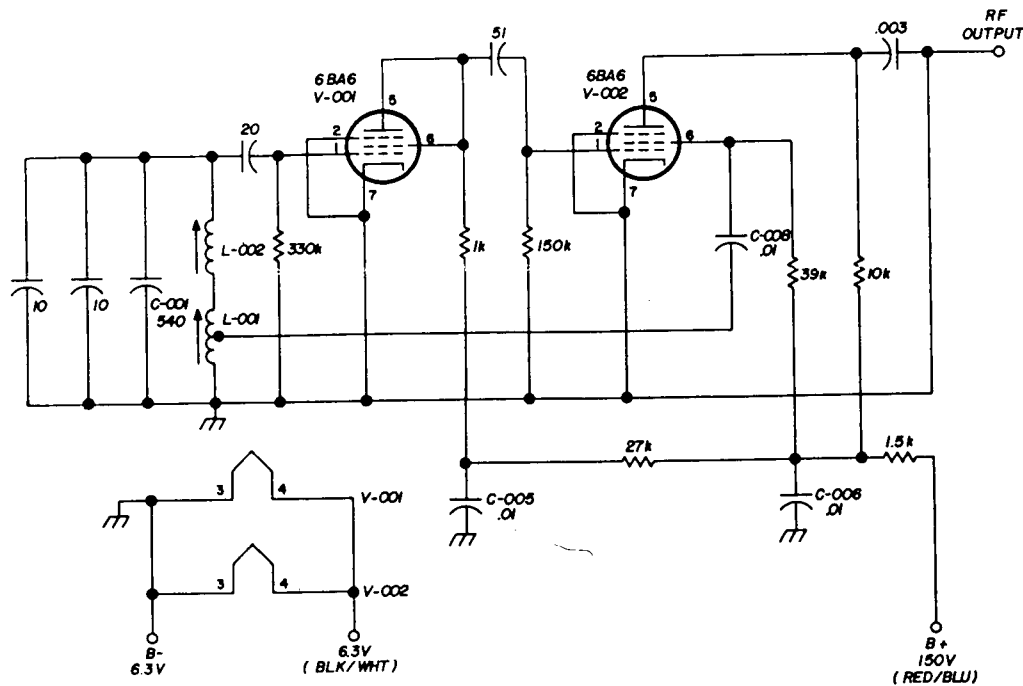 RF
OUTPUT
.003
51
6BA6
V-001
6BA6
V-002
5
5
20
2
1
6
2
1
6
7
7
L-002
330k
1k
150k
C-008
.01
39k
10k
10
10
C-001
540
L-001
27k
1.5k
C-005
.01
C-006
.01
3
4
V-001
3
4
V-002
B-
6.3V
6.3V
(BLK/WHT)
B+
150V
(RED/BLU)